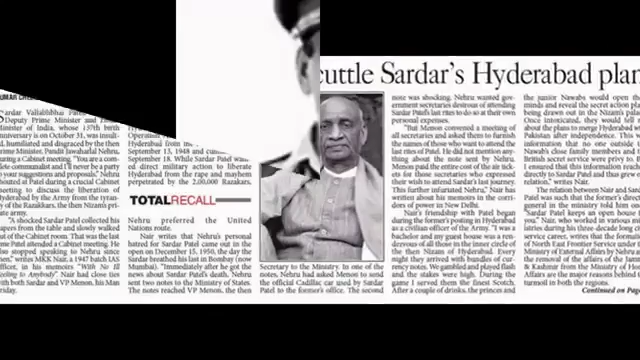 cuttle Sardar's Hyderabad plan
Sardar Vallabhbhai Patel
Deputy Prime Minister and
Minister of India, whose 137th birth
anniversary is on October 31, was insult-
ed, humiliated and disgraced by the then
Prime Minister, Pandit Jawaharlal Nehru,
during a Cabinet meeting. "You are a com-
plete communalist and I'll never be a party
to your suggestions and proposals," Nehru
shouted at Patel during a crucial Cabinet
meeting to discuss the liberation of
Hyderabad by the Army from the tyran-
ny of the Razakkars, the then Nizam's pri-
vate army.
"A shocked Sardar Patel collected his
papers from the table and slowly walked
out of the Cabinet room. That was the last
time Patel attended a Cabinet meeting. He
also stopped speaking to Nehru since
then," writes MKK Nair, a 1947 batch IAS
officer, in his memoirs "With No Ill
Feeling to Anybody". Nair had close ties
with both Sardar and VP Menon, his Man
Friday.
Operation
Hyderabad from
September 13, 1948 and
September 18. While Sardar Patel want-
ed direct military action to liberate
Hyderabad from the rape and mayhem
perpetrated by the 2,00,000 Razakars,
TOTALRECALL
Nehru preferred the United
Nations route.
Nair writes that Nehru's personal
hatred for Sardar Patel came out in the
open on December 15, 1950, the day the
Sardar breathed his last in Bombay (now
Mumbai). "Immediately after he got the
news about Sardar Patel's death, Nehru
sent two notes to the Ministry of States.
The notes reached VP Menon, the then
Secretary to the Ministry. In one of the
notes, Nehru had asked Menon to send
the official Cadillac car used by Sardar
Patel to the former's office. The second
note was shocking. Nehru wanted gov-
ernment secretaries desirous of attending
Sardar Patel's last rites to do so at their own
personal expenses.
"But Menon convened a meeting of
all secretaries and asked them to furnish
the names of those who want to attend the
last rites of Patel. He did not mention any-
thing about the note sent by Nehru.
Menon paid the entire cost of the air tick-
ets for those secretaries who expressed
their wish to attend Sardar's last journey.
This further infuriated Nehru," Nair has
written about his memoirs in the corri-
dors of power in New Delhi.
Nair's friendship with Patel began
during the former's posting in Hyderabad
as a civilian officer of the Army. "I was a
bachelor and my guest house was a ren-
dezvous of all those in the inner circle of
the then Nizam of Hyderabad. Every
night they arrived with bundles of cur-
rency notes. We gambled and played flash
and the stakes were high. During the
game I served them the finest Scotch.
After a couple of drinks, the princes and
the junior Nawabs would open their
minds and reveal the secret action plan
being drawn out in the Nizam's palace.
Once intoxicated, they would tell me
about the plans to merge Hyderabad with
Pakistan after independence. This was
information that no one outside the
Nawab's close family members and the
British secret service were privy to. But
I ensured that this information reached
directly to Sardar Patel and thus grew our
relation," writes Nair.
The relation between Nair and Sardar
Patel was such that the former's director
general in the ministry told him once:
"Sardar Patel keeps an open house for
you." Nair, who worked in various min-
istries during his three-decade long civil
service career, writes that the formation
of North East Frontier Service under the
Ministry of External Affairs by Nehru and
the removal of the affairs of the Jammu
& Kashmir from the Ministry of Home
Affairs are the major reasons behind the
turmoil in both the regions.
Continued on Page